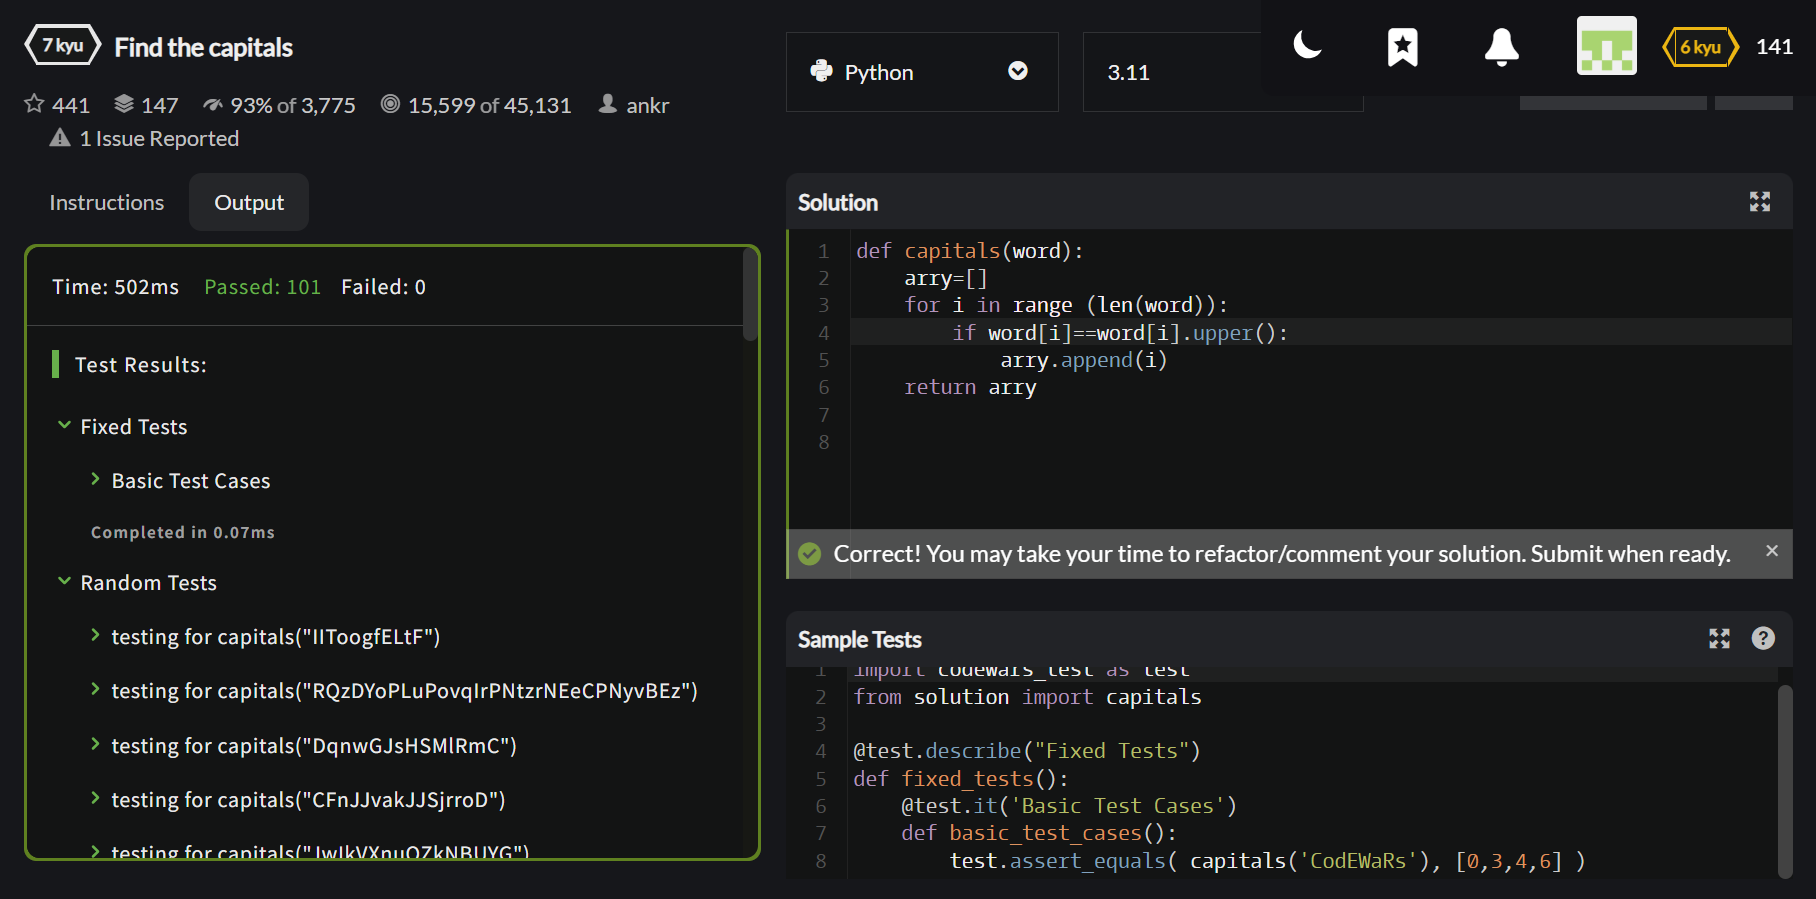 7 kyu Find the capitals
441 147 93% of 3,775 15,599 of 45,131 ankr
1 Issue Reported
Python
3.11
6 kyu 141
Instructions Output
Time: 502ms Passed: 101 Failed: 0
Test Results:
Fixed Tests
Basic Test Cases
Completed in 0.07ms
Random Tests
testing for capitals("IIToogfELtF")
testing for capitals("RQzDYoPLuPovqIrPNtzrNEeCPNyvBEz")
testing for capitals("DqnwGJsHSMlRmC")
testing for capitals("CFnJJvakJJSjrroD")
testing for
Solution
1 def capitals(word):
2 arry=[]
3 for i in range (len(word)):
4 if word[i]==word[i].upper():
5 arry.append(i)
6 return arry
7
8
Correct! You may take your time to refactor/comment your solution. Submit when ready.
Sample Tests
1 import codewars_test as test
2 from solution import capitals
3
4 @test.describe("Fixed Tests")
5 def fixed_tests():
6 @test.it('Basic Test Cases')
7 def basic_test_cases():
8 test.assert_equals( capitals('CodEWaRs'), [0,3,4,6] )